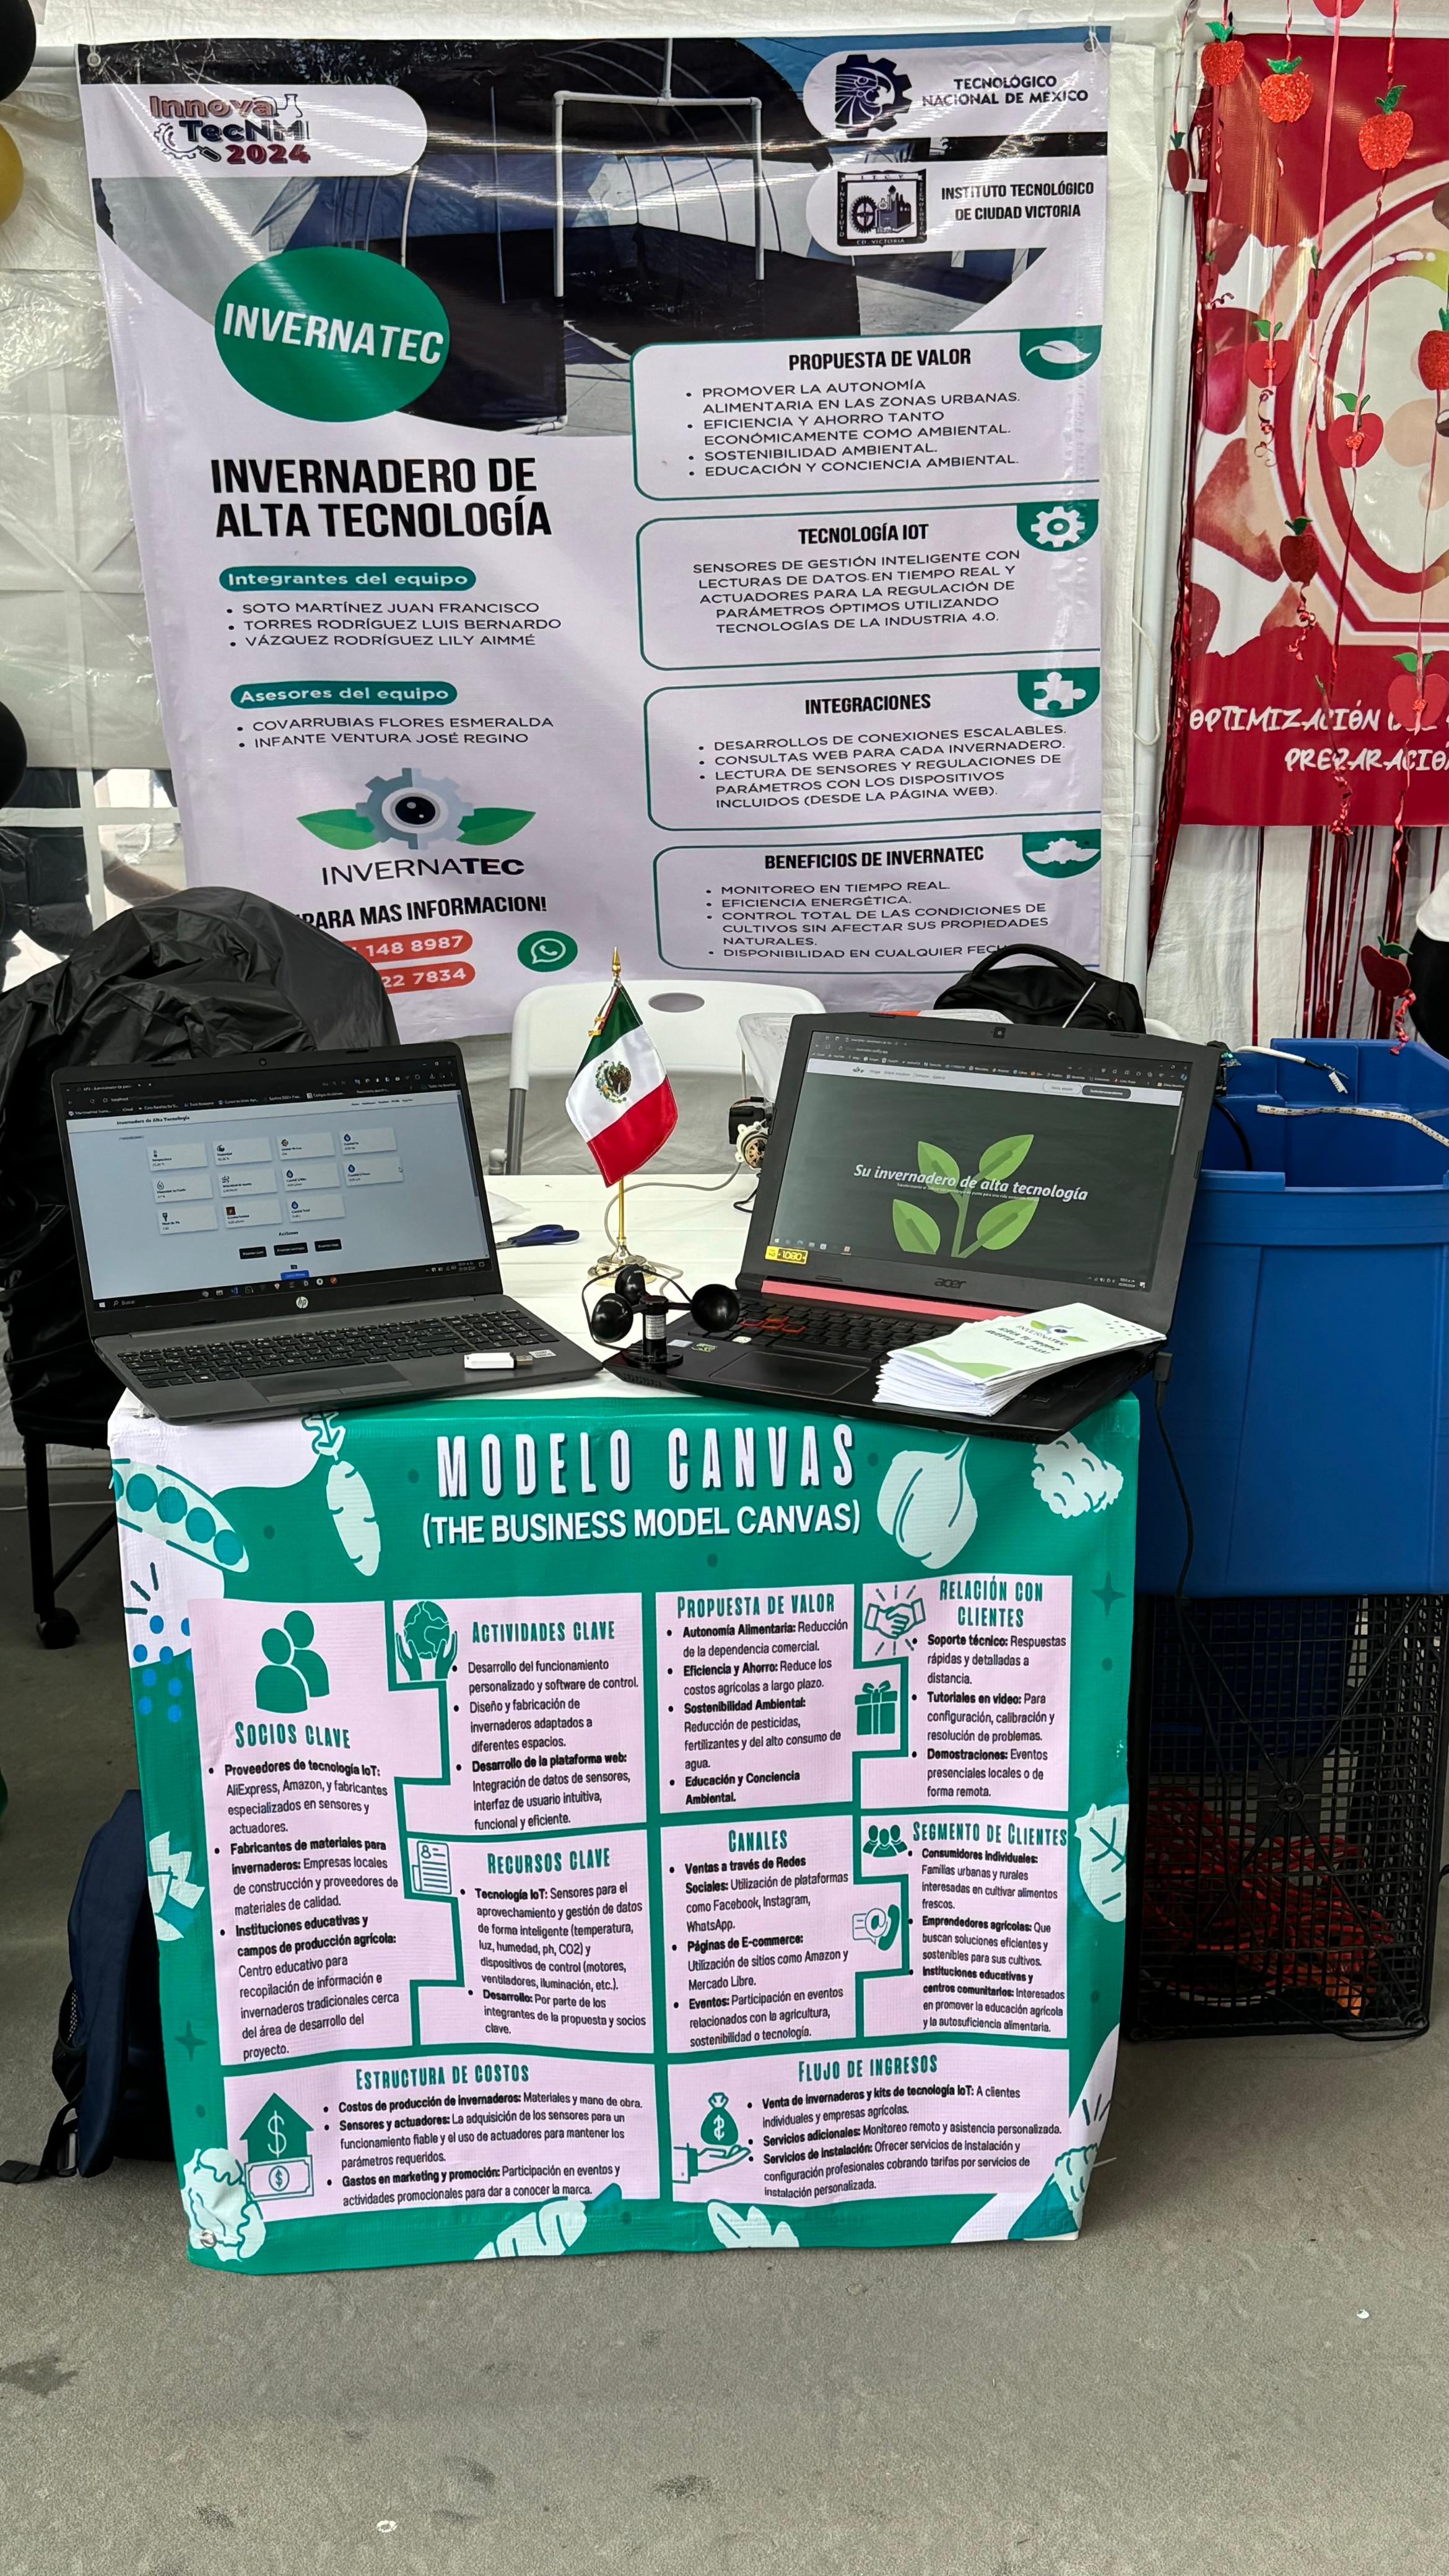 Innova
TecNM
2024
TECNOLÓGICO
NACIONAL DE MÉXICO
INSTITUTO TECNOLÓGICO
DE CIUDAD VICTORIA
CD. VICTORIA
INVERNATEC
INVERNADERO DE
ALTA TECNOLOGÍA
Integrantes del equipo
• SOTO MARTÍNEZ JUAN FRANCISCO
• TORRES RODRÍGUEZ LUIS BERNARDO
• VÁZQUEZ RODRÍGUEZ LILY AIMMÉ
Asesores del equipo
• COVARRUBIAS FLORES ESMERALDA
• INFANTE VENTURA JOSÉ REGINO
INVERNATEC
PARA MAS INFORMACION!
148 8987
22 7834
PROPUESTA DE VALOR
• PROMOVER LA AUTONOMÍA
ALIMENTARIA EN LAS ZONAS URBANAS.
• EFICIENCIA Y AHORRO TANTO
ECONÓMICAMENTE COMO AMBIENTAL.
• SOSTENIBILIDAD AMBIENTAL.
• EDUCACIÓN Y CONCIENCIA AMBIENTAL.
TECNOLOGÍA IOT
SENSORES DE GESTIÓN INTELIGENTE CON
LECTURAS DE DATOS EN TIEMPO REAL Y
ACTUADORES PARA LA REGULACIÓN DE
PARÁMETROS ÓPTIMOS UTILIZANDO
TECNOLOGÍAS DE LA INDUSTRIA 4.0.
INTEGRACIONES
• DESARROLLOS DE CONEXIONES ESCALABLES.
• CONSULTAS WEB PARA CADA INVERNADERO.
• LECTURA DE SENSORES Y REGULACIONES DE
PARÁMETROS CON LOS DISPOSITIVOS
INCLUIDOS (DESDE LA PÁGINA WEB).
BENEFICIOS DE INVERNATEC
• MONITOREO EN TIEMPO REAL.
• EFICIENCIA ENERGÉTICA.
• CONTROL TOTAL DE LAS CONDICIONES DE
CULTIVOS SIN AFECTAR SUS PROPIEDADES
NATURALES.
• DISPONIBILIDAD EN CUALQUIER
OPTIMIZACIÓN
PREPARACIÓ
Invernadero de Alta Tecnología
hp
Su invernadero de alta tecnología
1080
acer
INVERNATEC
MODELO CANVAS
(THE BUSINESS MODEL CANVAS)
SOCIOS CLAVE
• Proveedores de tecnología IoT:
AliExpress, Amazon, y fabricantes
especializados en sensores y
actuadores.
• Fabricantes de materiales para
invernaderos: Empresas locales
de construcción y proveedores de
materiales de calidad.
• Instituciones educativas y
campos de producción agrícola:
Centro educativo para
recopilación de información e
invernaderos tradicionales cerca
del área de desarrollo del
proyecto.
ACTIVIDADES CLAVE
• Desarrollo del funcionamiento
personalizado y software de control.
• Diseño y fabricación de
invernaderos adaptados a
diferentes espacios.
• Desarrollo de la plataforma web:
Integración de datos de sensores,
interfaz de usuario intuitiva,
funcional y eficiente.
RECURSOS CLAVE
• Tecnología IoT: Sensores para el
aprovechamiento y gestión de datos
de forma inteligente (temperatura,
luz, humedad, ph, CO2) y
dispositivos de control (motores,
ventiladores, iluminación, etc.).
• Desarrollo: Por parte de los
integrantes de la propuesta y socios
clave.
PROPUESTA DE VALOR
• Autonomía Alimentaria: Reducción
de la dependencia comercial.
• Eficiencia y Ahorro: Reduce los
costos agrícolas a largo plazo.
• Sostenibilidad Ambiental:
Reducción de pesticidas,
fertilizantes y del alto consumo de
agua.
• Educación y Conciencia
Ambiental.
CANALES
• Ventas a través de Redes
Sociales: Utilización de plataformas
como Facebook, Instagram,
WhatsApp.
• Páginas de E-commerce:
Utilización de sitios como Amazon y
Mercado Libre.
• Eventos: Participación en eventos
relacionados con la agricultura,
sostenibilidad o tecnología.
RELACIÓN CON
CLIENTES
• Soporte técnico: Respuestas
rápidas y detalladas a
distancia.
• Tutoriales en video: Para
configuración, calibración y
resolución de problemas.
• Demostraciones: Eventos
presenciales locales o de
forma remota.
SEGMENTO DE CLIENTES
• Consumidores individuales:
Familias urbanas y rurales
interesadas en cultivar alimentos
frescos.
• Emprendedores agrícolas: Que
buscan soluciones eficientes y
sostenibles para sus cultivos.
• Instituciones educativas y
centros comunitarios: Interesados
en promover la educación agrícola
y la autosuficiencia alimentaria.
ESTRUCTURA DE COSTOS
• Costos de producción de invernaderos: Materiales y mano de obra.
• Sensores y actuadores: La adquisición de los sensores para un
funcionamiento fiable y el uso de actuadores para mantener los
parámetros requeridos.
• Gastos en marketing y promoción: Participación en eventos y
actividades promocionales para dar a conocer la marca.
FLUJO DE INGRESOS
• Venta de invernaderos y kits de tecnología IoT: A clientes
individuales y empresas agrícolas.
• Servicios adicionales: Monitoreo remoto y asistencia personalizada.
• Servicios de instalación: Ofrecer servicios de instalación y
configuración profesionales cobrando tarifas por servicios de
instalación personalizada.